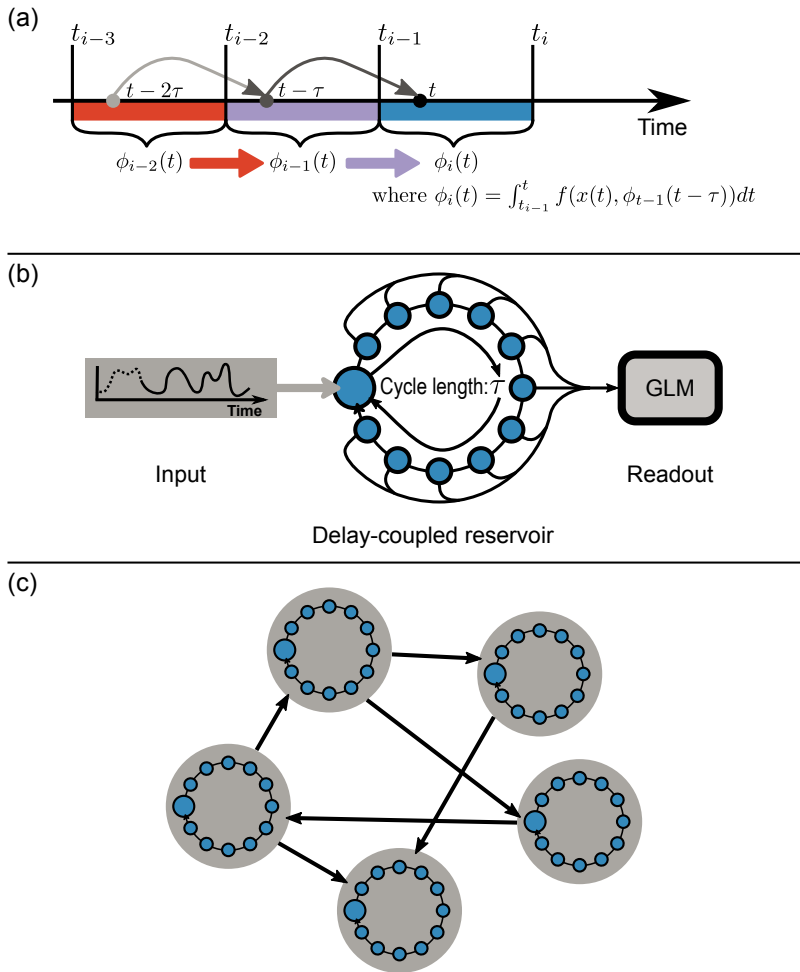 (a)
t_{i-3} t_{i-2} t_{i-1} t_i
t − 2τ t − τ t
Time
ϕ_{i−2}(t) ϕ_{i−1}(t) ϕ_i(t)
where ϕ_i(t) = ∫_{t_{i−1}}^{t} f(x(t), ϕ_{t−1}(t − τ))dt
(b)
Cycle length:τ
GLM
Time
Input
Readout
Delay-coupled reservoir
(c)